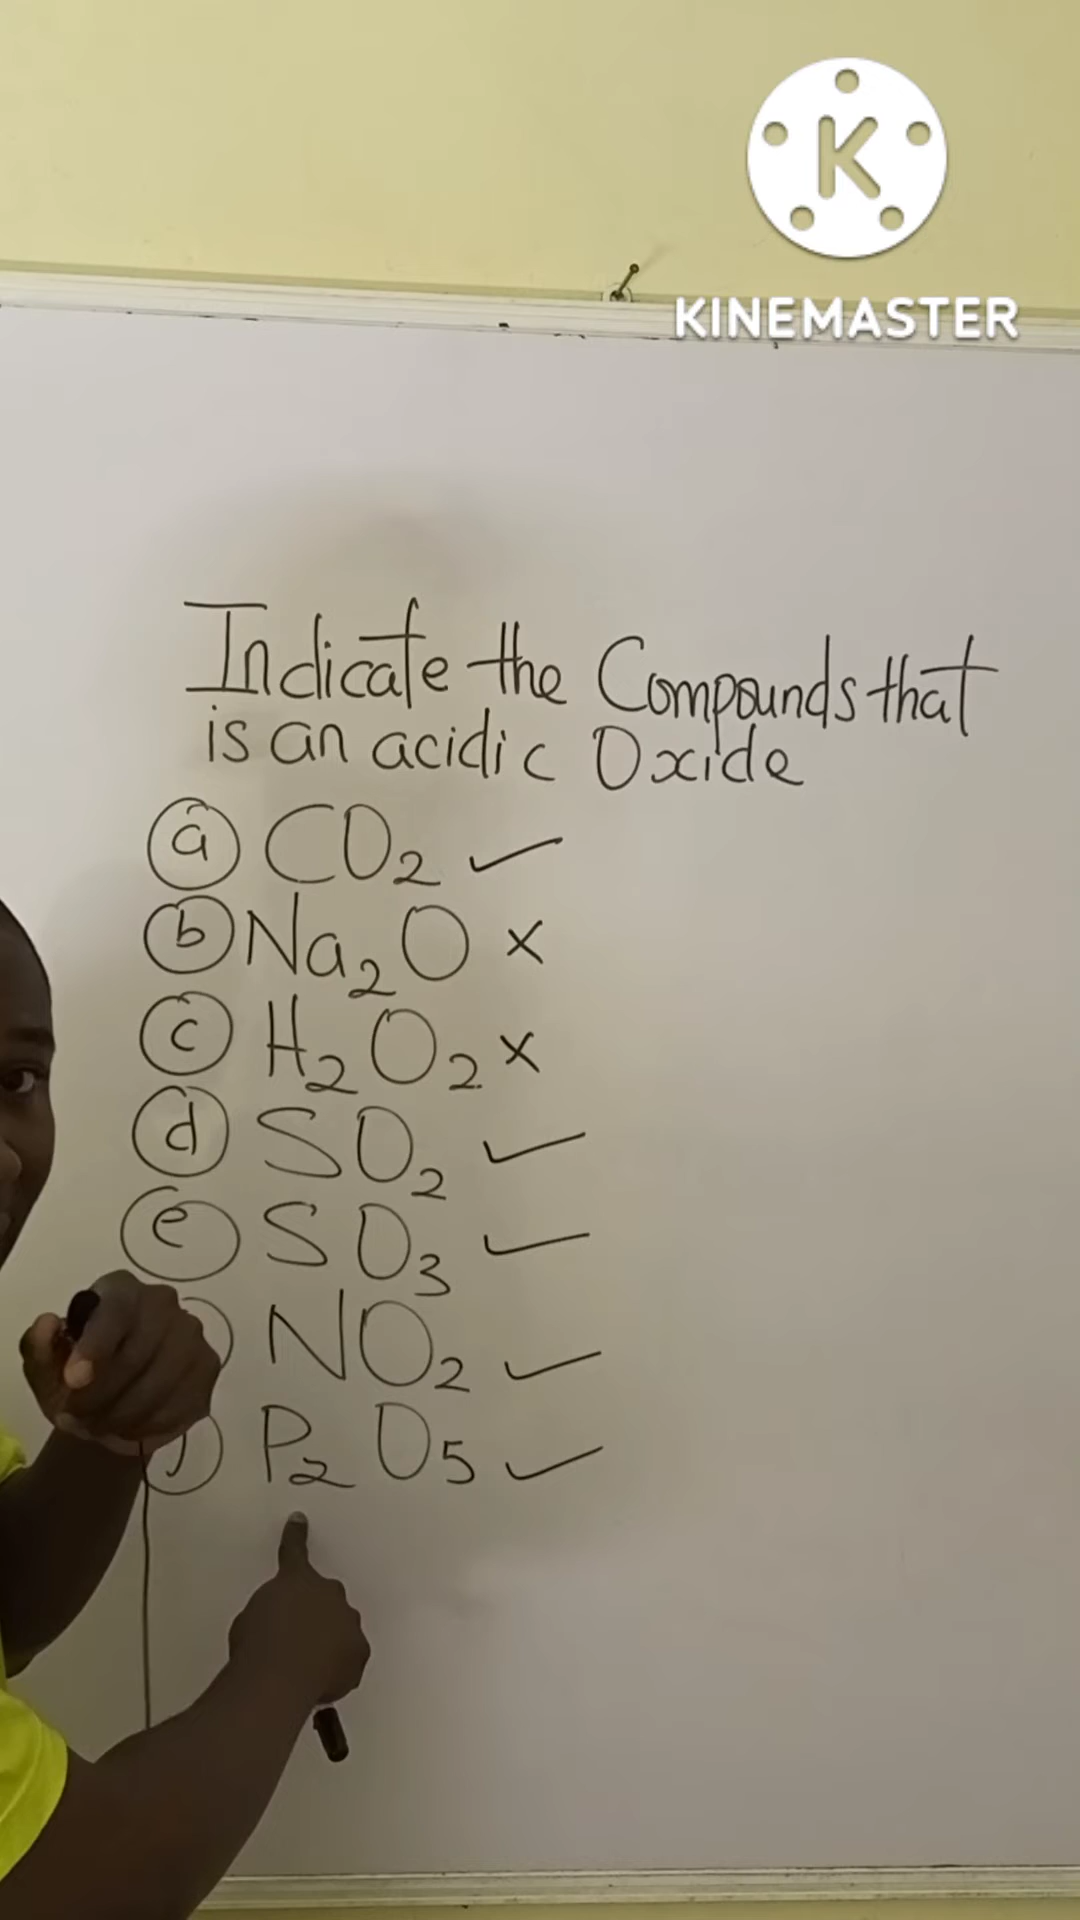 K
KINEMASTER
Indicate the Compounds that
is an acidic Oxide
a CO₂ ✓
b Na₂O ×
c H₂O₂ ×
d SO₂ ✓
e SO₃ ✓
NO₂ ✓
P₂O₅ ✓